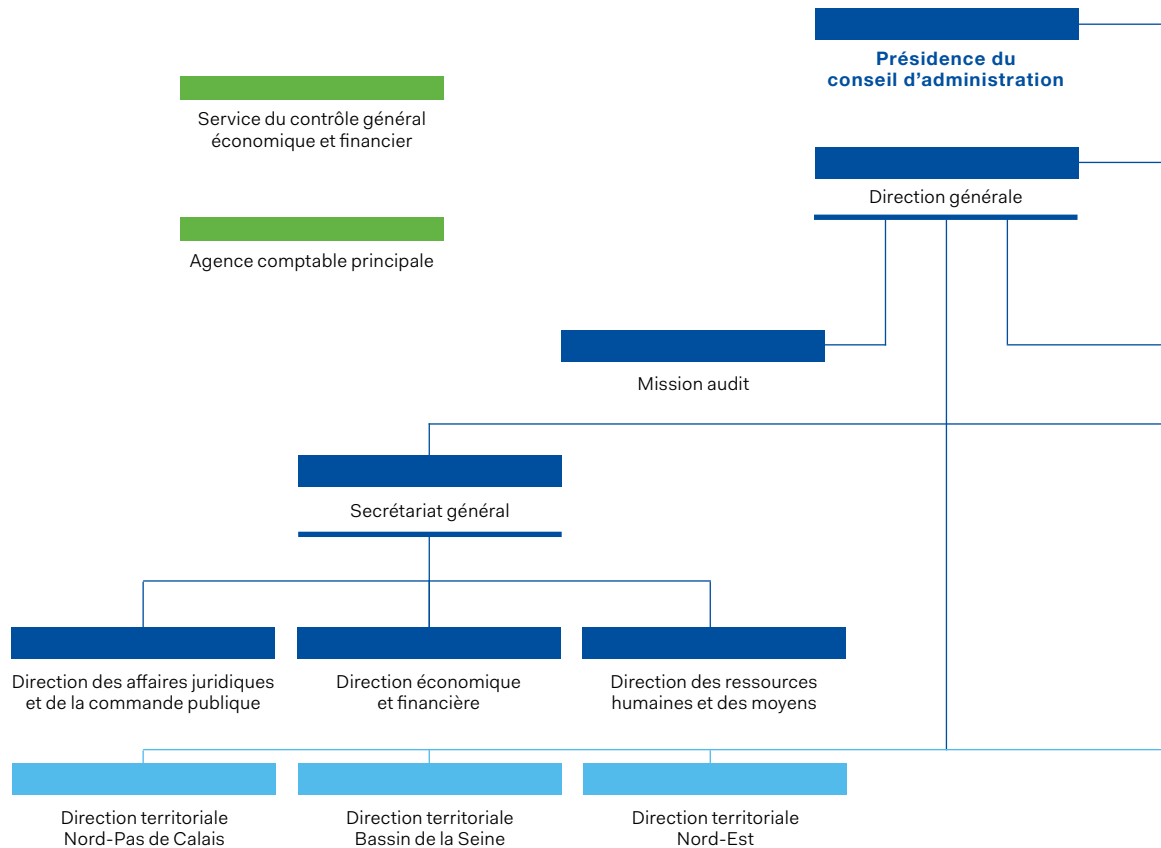 Présidence du
conseil d'administration
Service du contrôle général
économique et financier
Direction générale
Agence comptable principale
Mission audit
Secrétariat général
Direction des affaires juridiques
et de la commande publique
Direction économique
et financière
Direction des ressources
humaines et des moyens
Direction territoriale
Nord-Pas de Calais
Direction territoriale
Bassin de la Seine
Direction territoriale
Nord-Est